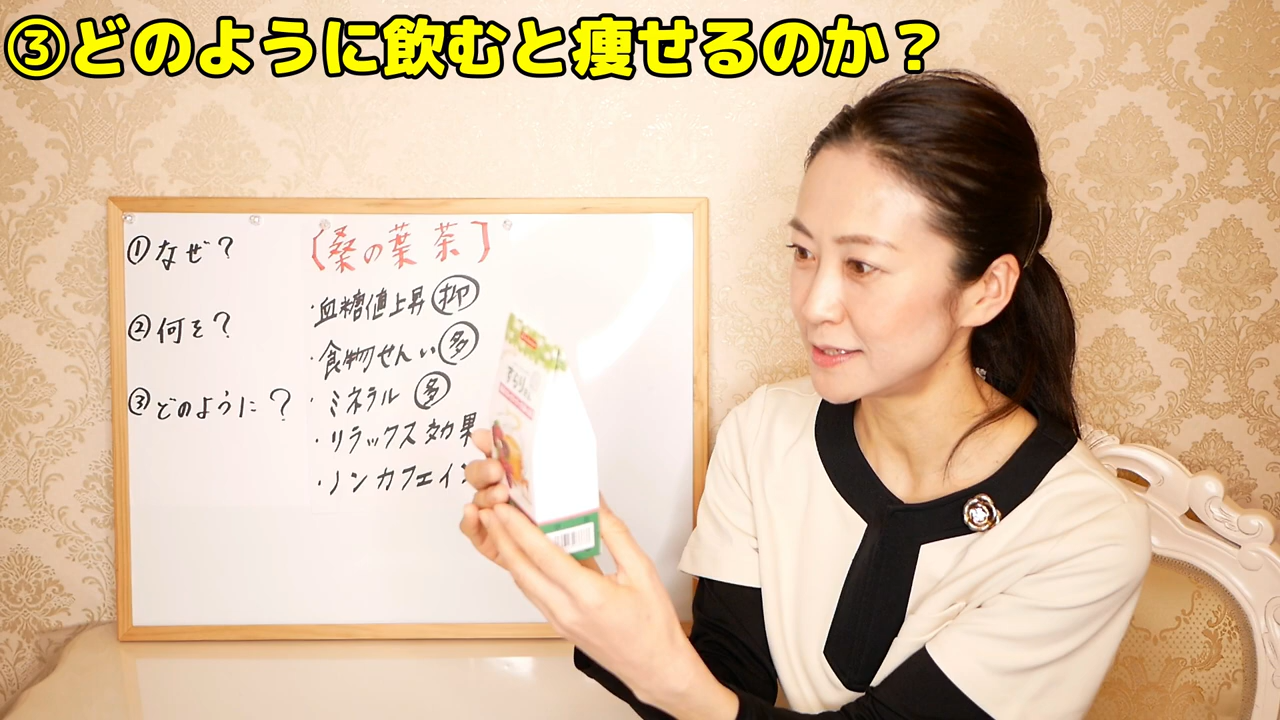 ③どのように飲むと痩せるのか？
①なぜ？
②何を？
③どのように？
〔桑の葉茶〕
・血糖値上昇 抑
・食物せんい 多
・ミネラル 多
・リラックス効果
・ノンカフェイン